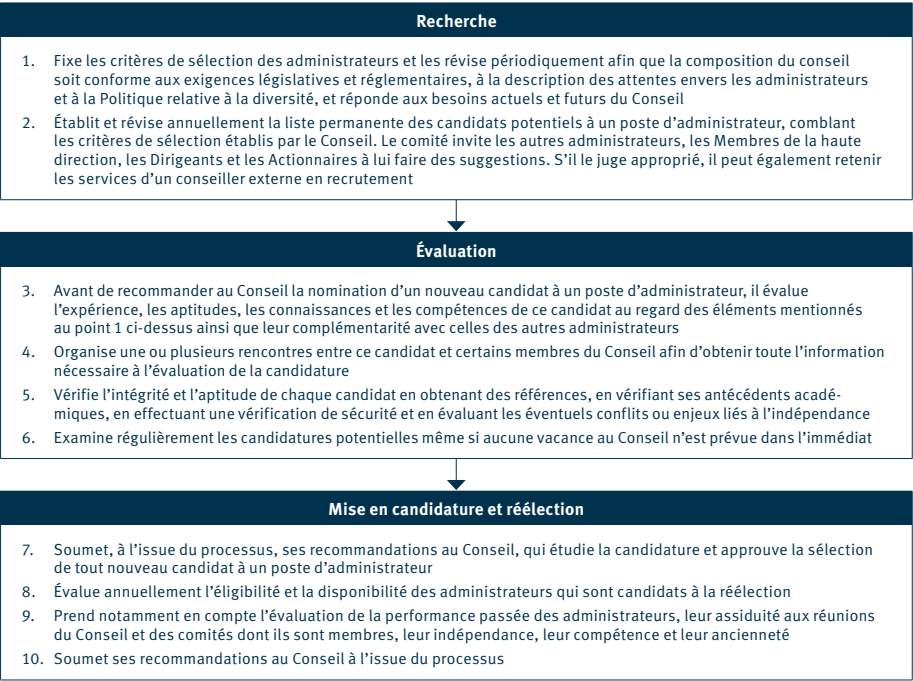 Recherche
1. Fixe les critères de sélection des administrateurs et les révise périodiquement afin que la composition du conseil
soit conforme aux exigences législatives et réglementaires, à la description des attentes envers les administrateurs
et à la Politique relative à la diversité, et réponde aux besoins actuels et futurs du Conseil
2. Établit et révise annuellement la liste permanente des candidats potentiels à un poste d'administrateur, comblant
les critères de sélection établis par le Conseil. Le comité invite les autres administrateurs, les Membres de la haute
direction, les Dirigeants et les Actionnaires à lui faire des suggestions. S'il le juge approprié, il peut également retenir
les services d'un conseiller externe en recrutement
Évaluation
3. Avant de recommander au Conseil la nomination d'un nouveau candidat à un poste d'administrateur, il évalue
l'expérience, les aptitudes, les connaissances et les compétences de ce candidat au regard des éléments mentionnés
au point 1 ci-dessus ainsi que leur complémentarité avec celles des autres administrateurs
4. Organise une ou plusieurs rencontres entre ce candidat et certains membres du Conseil afin d'obtenir toute l'information
nécessaire à l'évaluation de la candidature
5. Vérifie l'intégrité et l'aptitude de chaque candidat en obtenant des références, en vérifiant ses antécédents acadé-
miques, en effectuant une vérification de sécurité et en évaluant les éventuels conflits ou enjeux liés à l'indépendance
6. Examine régulièrement les candidatures potentielles même si aucune vacance au Conseil n'est prévue dans l'immédiat
Mise en candidature et réélection
7. Soumet, à l'issue du processus, ses recommandations au Conseil, qui étudie la candidature et approuve la sélection
de tout nouveau candidat à un poste d'administrateur
8. Évalue annuellement l'éligibilité et la disponibilité des administrateurs qui sont candidats à la réélection
9. Prend notamment en compte l'évaluation de la performance passée des administrateurs, leur assiduité aux réunions
du Conseil et des comités dont ils sont membres, leur indépendance, leur compétence et leur ancienneté
10. Soumet ses recommandations au Conseil à l'issue du processus